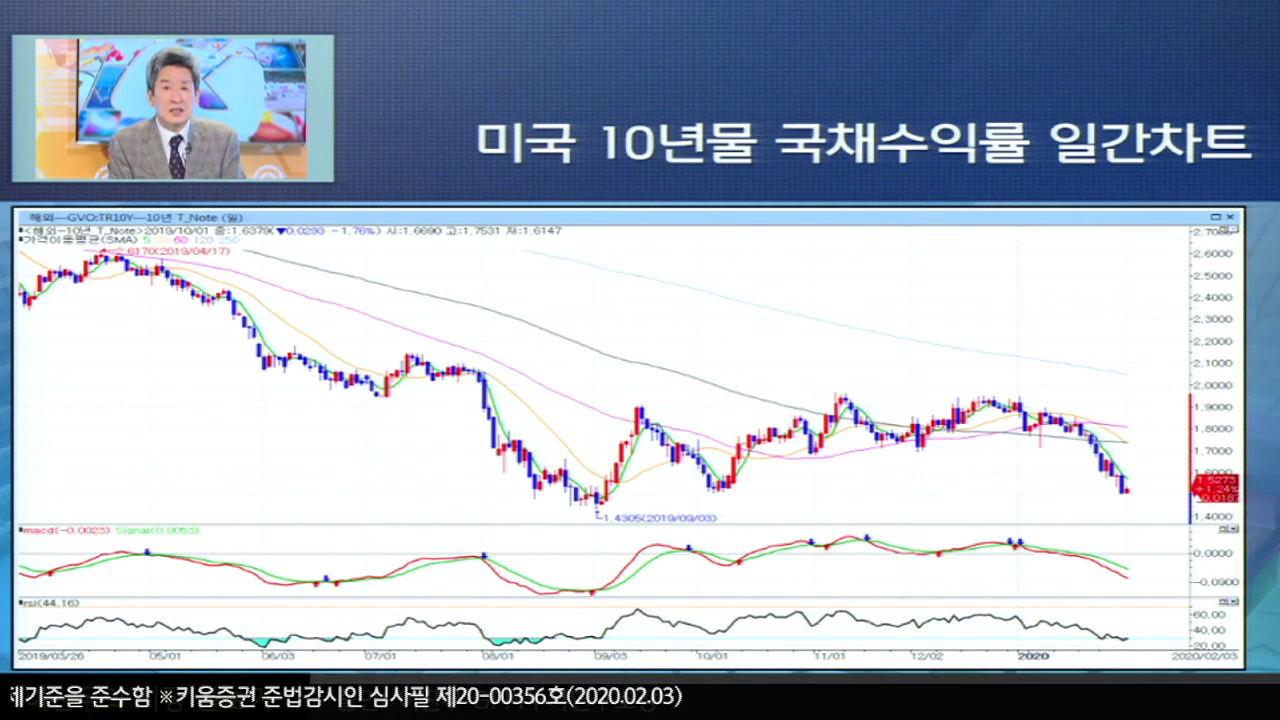 미국 10년물 국채수익률 일간차트
해외—GVO:TR10Y—10년 T_Note (일)
<해외-10년 T_Note>2019/10/01 종:1.6379(▼0.0293 -1.76%) 시:1.6690 고:1.7531 저:1.6147
가격이동평균(SMA) 5 20 60 120 250
2.6170(2019/04/17)
2.6000
2.5000
2.4000
2.3000
2.2000
2.1000
2.0000
1.9000
1.8000
1.7000
1.6000
1.5273
+1.24%
0.0187
1.4000
1.4305(2019/09/03)
macd(-0.0023) Signal(0.0053)
0.0000
-0.0900
rsi(44.16)
60.00
40.00
20.00
2019/03/26 05/01 06/03 07/01 08/01 09/03 10/01 11/01 12/02 2020 2020/02/03
기준을 준수함 ※키움증권 준법감시인 심사필 제20-00356호(2020.02.03)